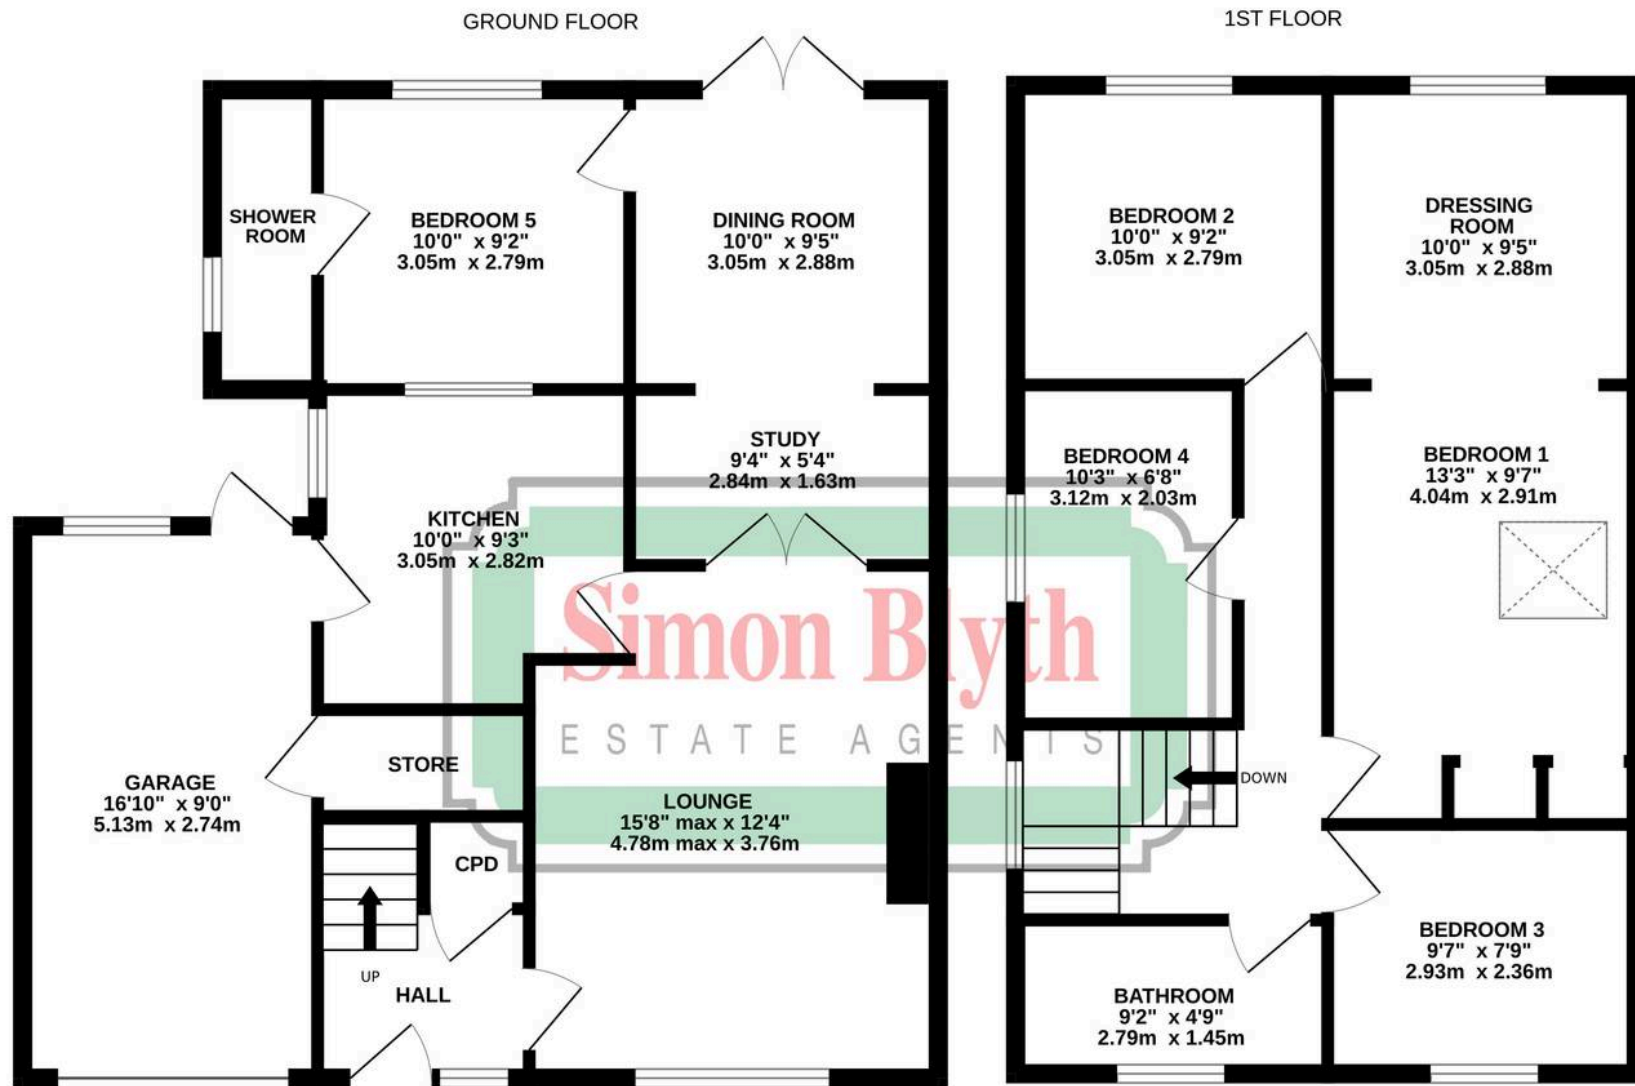 GROUND FLOOR
1ST FLOOR
SHOWER
ROOM
BEDROOM 5
10'0" x 9'2"
3.05m x 2.79m
DINING ROOM
10'0" x 9'5"
3.05m x 2.88m
STUDY
9'4" x 5'4"
2.84m x 1.63m
KITCHEN
10'0" x 9'3"
3.05m x 2.82m
Simon Blyth
ESTATE AGENTS
STORE
GARAGE
16'10" x 9'0"
5.13m x 2.74m
LOUNGE
15'8" max x 12'4"
4.78m max x 3.76m
CPD
UP
HALL
BEDROOM 2
10'0" x 9'2"
3.05m x 2.79m
DRESSING
ROOM
10'0" x 9'5"
3.05m x 2.88m
BEDROOM 4
10'3" x 6'8"
3.12m x 2.03m
BEDROOM 1
13'3" x 9'7"
4.04m x 2.91m
DOWN
BEDROOM 3
9'7" x 7'9"
2.93m x 2.36m
BATHROOM
9'2" x 4'9"
2.79m x 1.45m